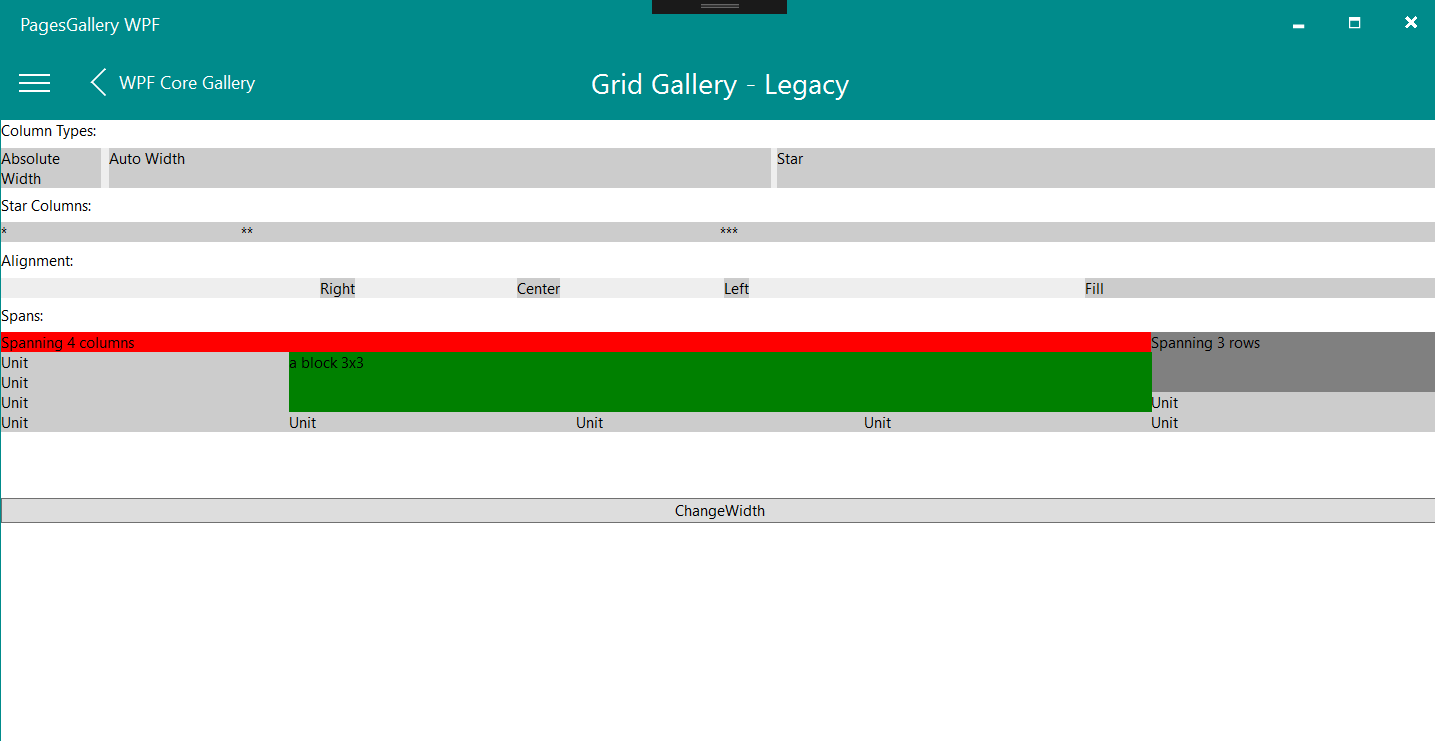 PagesGallery WPF
WPF Core Gallery
Grid Gallery - Legacy
Column Types:
Absolute Width
Auto Width
Star
Star Columns:
* ** ***
Alignment:
Right Center Left Fill
Spans:
Spanning 4 columns Spanning 3 rows
Unit a block 3x3
Unit
Unit Unit
Unit Unit Unit Unit Unit
ChangeWidth